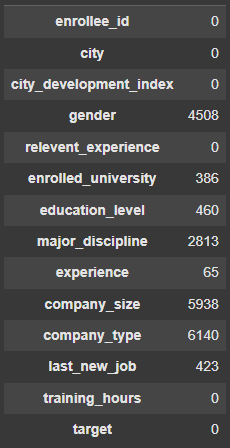 enrollee_id 0
city 0
city_development_index 0
gender 4508
relevent_experience 0
enrolled_university 386
education_level 460
major_discipline 2813
experience 65
company_size 5938
company_type 6140
last_new_job 423
training_hours 0
target 0